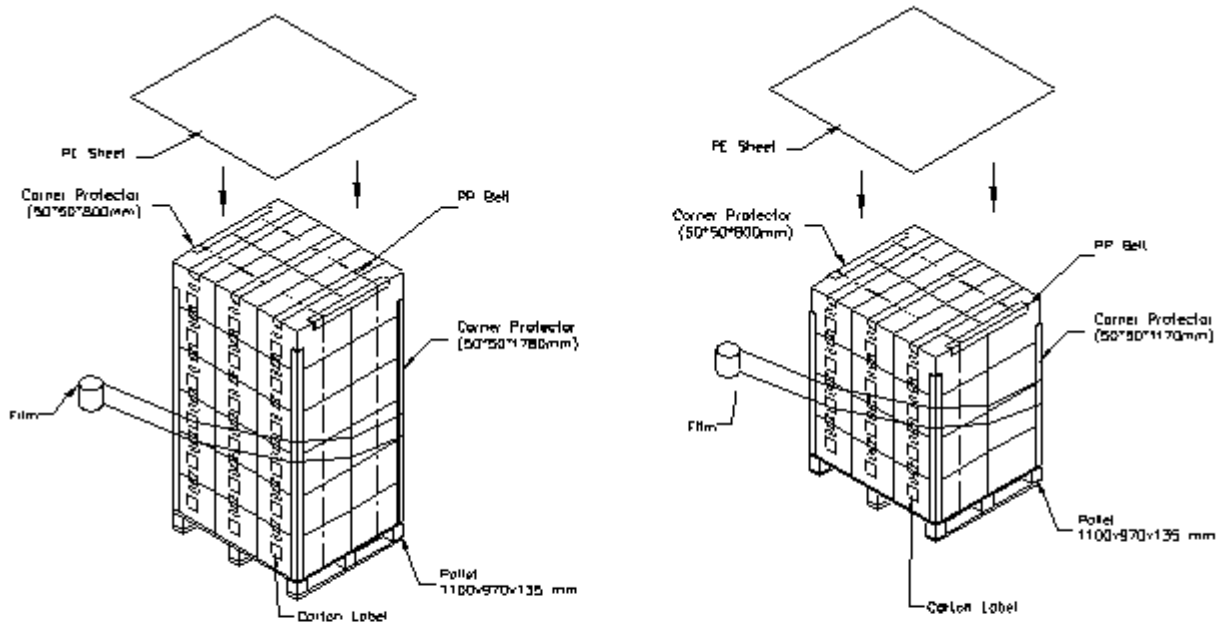 PE Sheet
Corner Protector
(50*50*800mm)
PP Belt
Corner Protector
(50*50*1780mm)
Film
Pallet
1100x970x135 mm
Carton Label
PE Sheet
Corner Protector
(50*50*800mm)
PP Belt
Corner Protector
(50*50*1170mm)
Film
Pallet
1100x970x135 mm
Carton Label